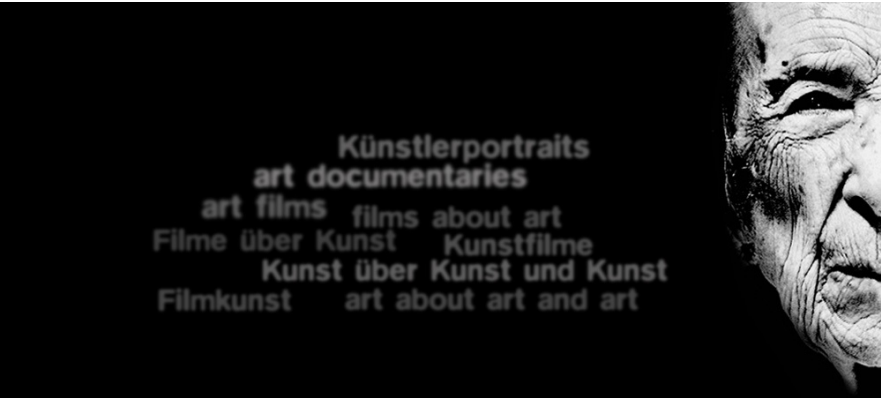 Künstlerportraits
art documentaries
art films
films about art
Filme über Kunst
Kunstfilme
Kunst über Kunst und Kunst
Filmkunst
art about art and art